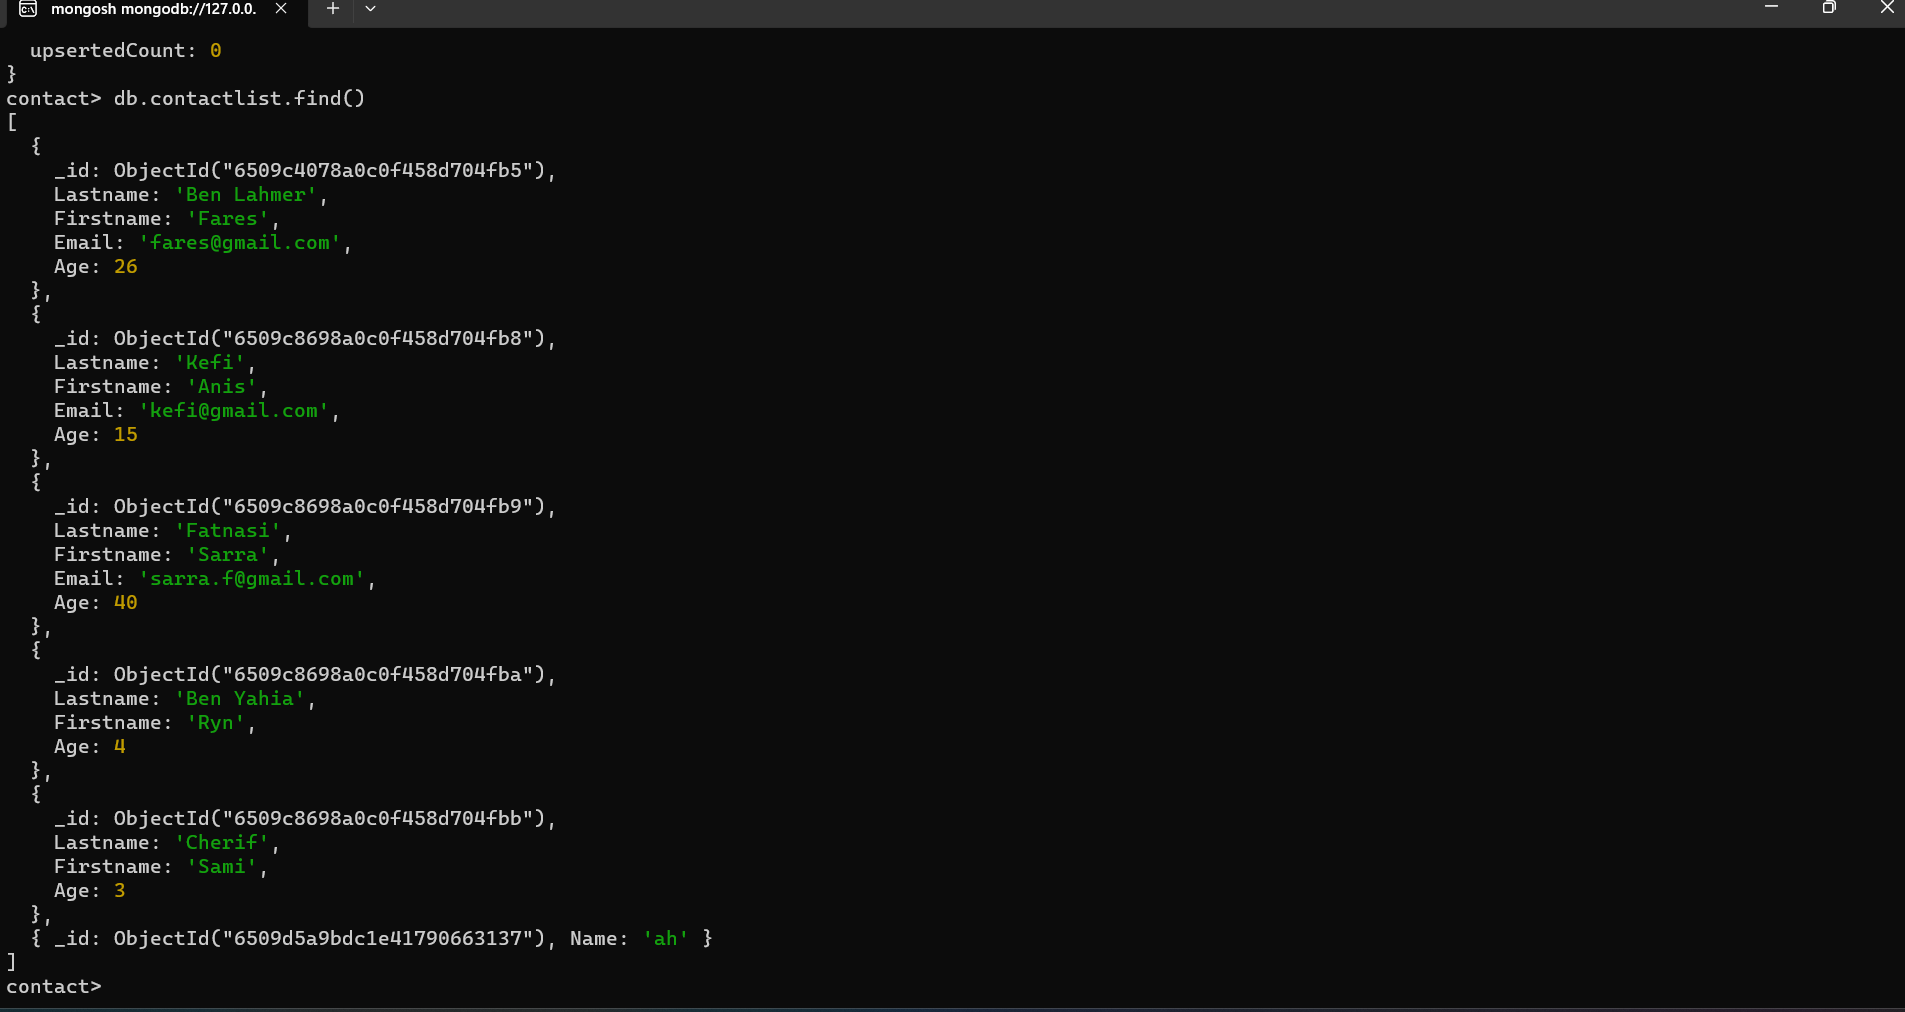 mongosh mongodb://127.0.0.
upsertedCount: 0
}
contact> db.contactlist.find()
[
{
_id: ObjectId("6509c4078a0c0f458d704fb5"),
Lastname: 'Ben Lahmer',
Firstname: 'Fares',
Email: 'fares@gmail.com',
Age: 26
},
{
_id: ObjectId("6509c8698a0c0f458d704fb8"),
Lastname: 'Kefi',
Firstname: 'Anis',
Email: 'kefi@gmail.com',
Age: 15
},
{
_id: ObjectId("6509c8698a0c0f458d704fb9"),
Lastname: 'Fatnasi',
Firstname: 'Sarra',
Email: 'sarra.f@gmail.com',
Age: 40
},
{
_id: ObjectId("6509c8698a0c0f458d704fba"),
Lastname: 'Ben Yahia',
Firstname: 'Ryn',
Age: 4
},
{
_id: ObjectId("6509c8698a0c0f458d704fbb"),
Lastname: 'Cherif',
Firstname: 'Sami',
Age: 3
},
{ _id: ObjectId("6509d5a9bdc1e41790663137"), Name: 'ah' }
]
contact>